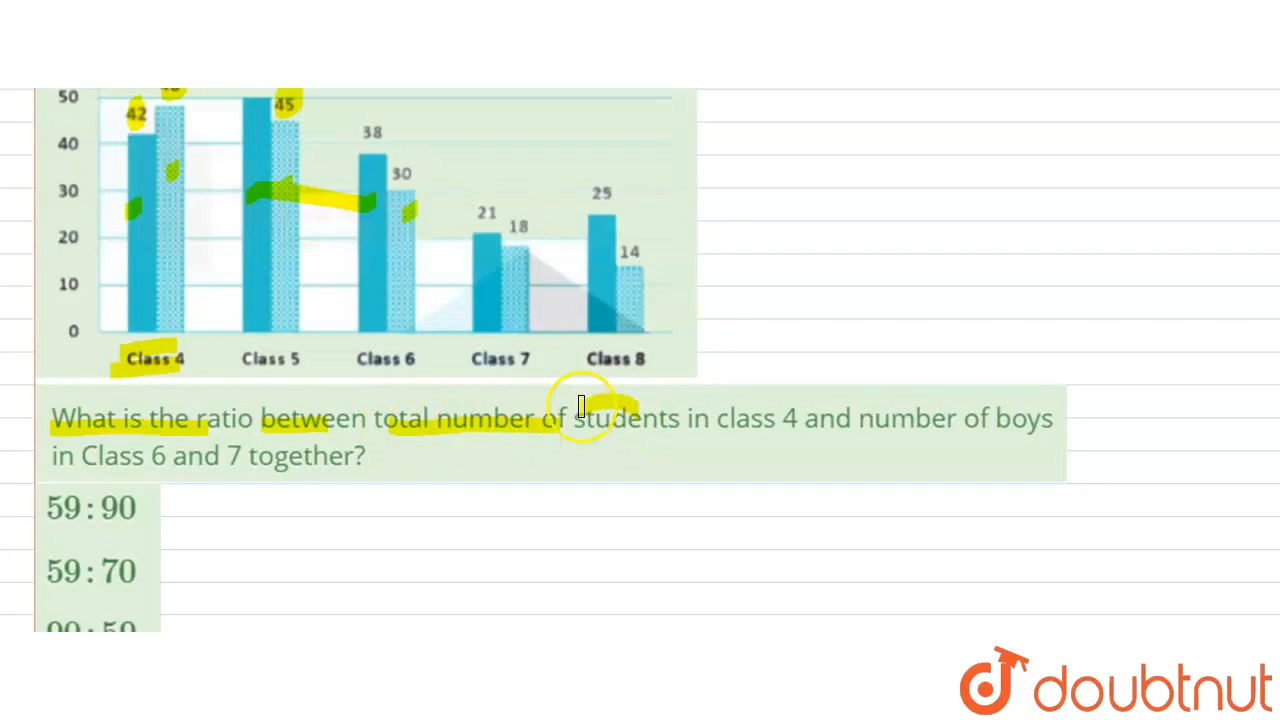 50
42
45
40
38
30
30
25
21
18
20
14
10
0
Class 4 Class 5 Class 6 Class 7 Class 8
What is the ratio between total number of students in class 4 and number of boys
in Class 6 and 7 together?
59 : 90
59 : 70
doubtnut